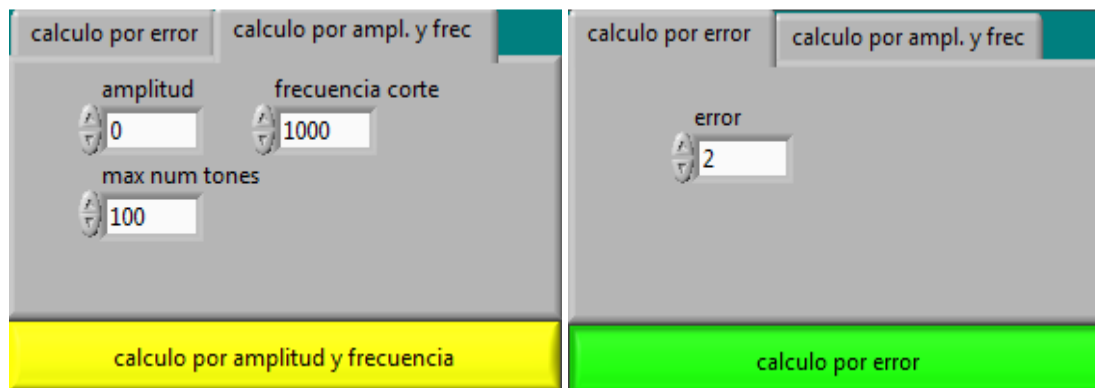 calculo por error
calculo por ampl. y frec
amplitud
frecuencia corte
0
1000
max num tones
100
calculo por amplitud y frecuencia
calculo por error
calculo por ampl. y frec
error
2
calculo por error